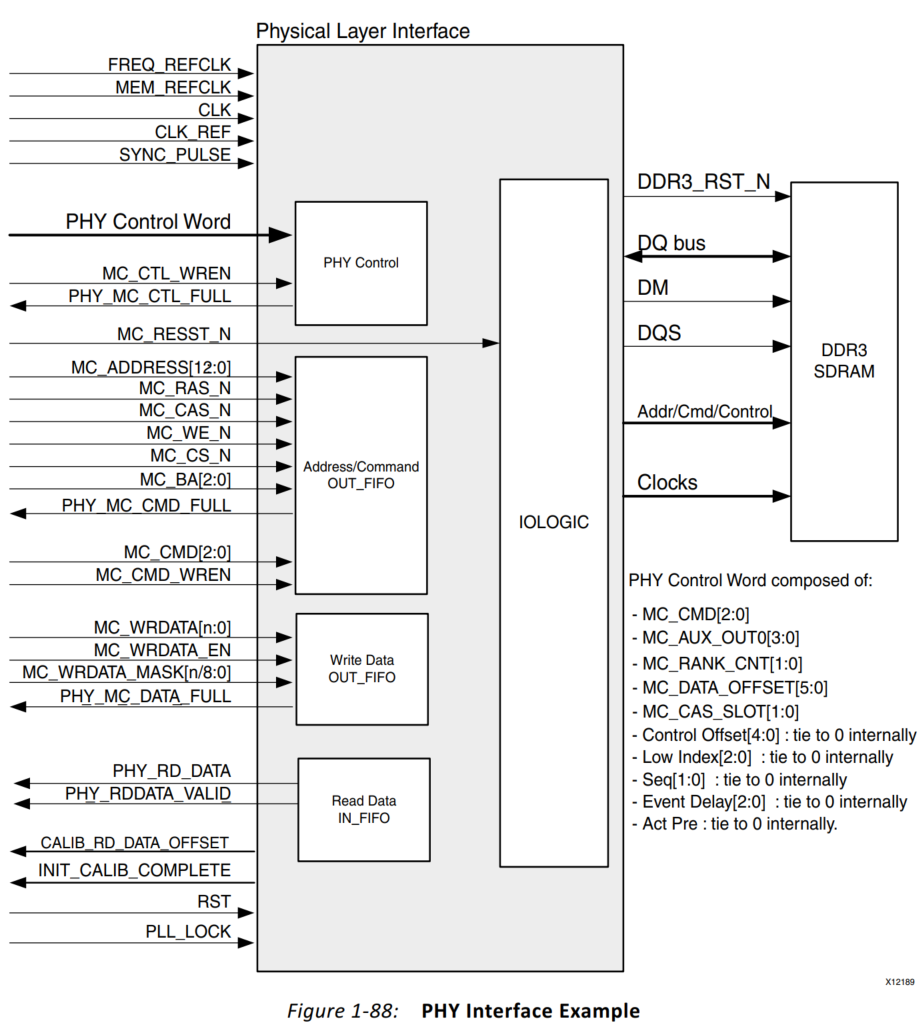 Physical Layer Interface
FREQ_REFCLK
MEM_REFCLK
CLK
CLK_REF
SYNC_PULSE
PHY Control Word
MC_CTL_WREN
PHY_MC_CTL_FULL
PHY Control
MC_RESST_N
MC_ADDRESS[12:0]
MC_RAS_N
MC_CAS_N
MC_WE_N
MC_CS_N
MC_BA[2:0]
PHY_MC_CMD_FULL
MC_CMD[2:0]
MC_CMD_WREN
Address/Command
OUT_FIFO
MC_WRDATA[n:0]
MC_WRDATA_EN
MC_WRDATA_MASK[n/8:0]
PHY_MC_DATA_FULL
Write Data
OUT_FIFO
PHY_RD_DATA
PHY_RDDATA_VALID
Read Data
IN_FIFO
CALIB_RD_DATA_OFFSET
INIT_CALIB_COMPLETE
RST
PLL_LOCK
IOLOGIC
DDR3_RST_N
DQ bus
DM
DQS
Addr/Cmd/Control
Clocks
DDR3
SDRAM
PHY Control Word composed of:
- MC_CMD[2:0]
- MC_AUX_OUT0[3:0]
- MC_RANK_CNT[1:0]
- MC_DATA_OFFSET[5:0]
- MC_CAS_SLOT[1:0]
- Control Offset[4:0] : tie to 0 internally
- Low Index[2:0] : tie to 0 internally
- Seq[1:0] : tie to 0 internally
- Event Delay[2:0] : tie to 0 internally
- Act Pre : tie to 0 internally.
X12189
Figure 1-88: PHY Interface Example